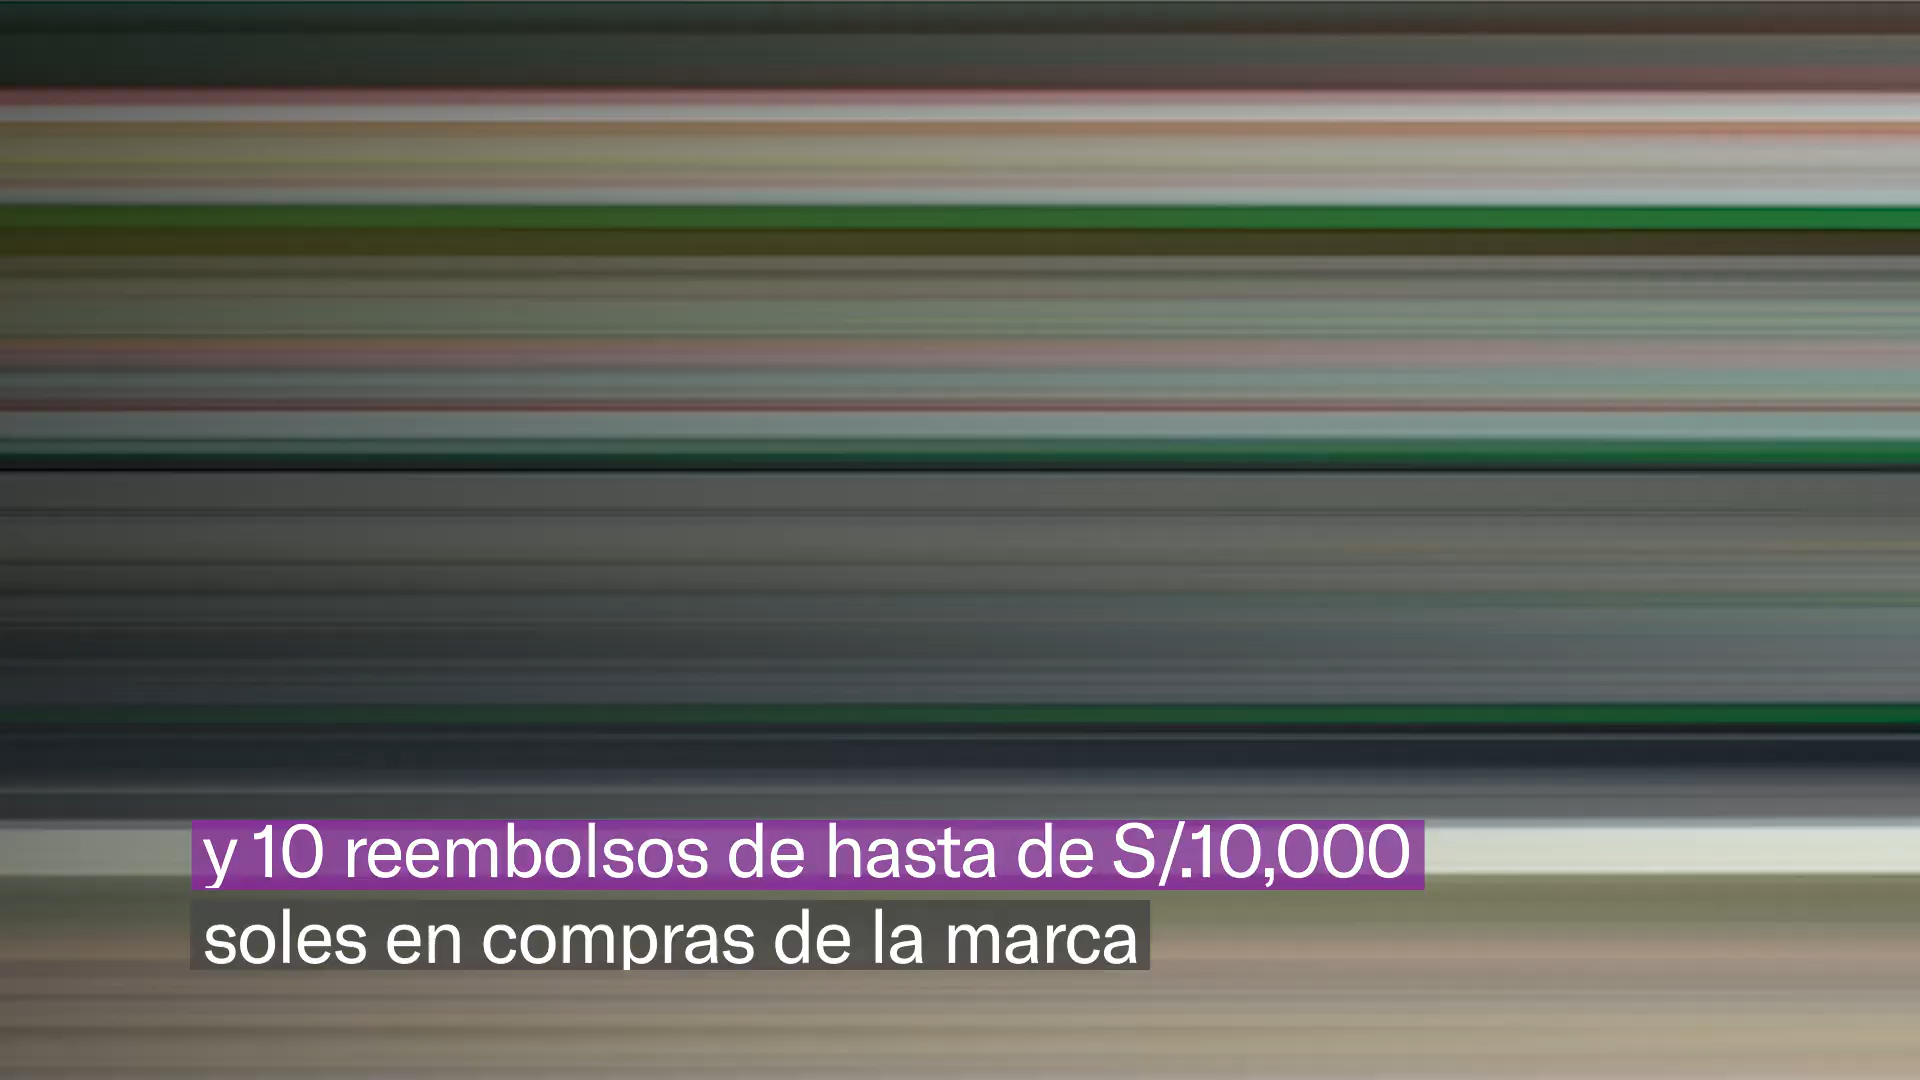 y 10 reembolsos de hasta de S/.10,000
soles en compras de la marca